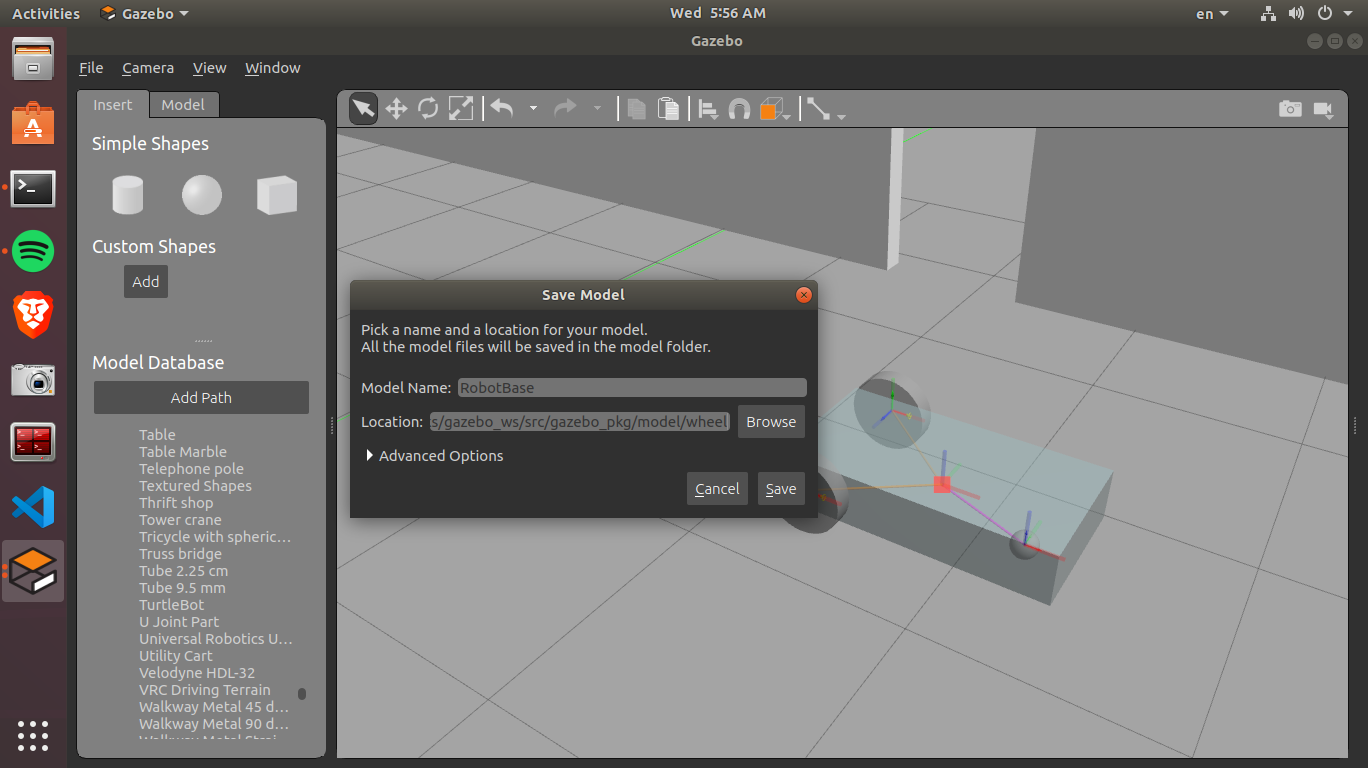 Activities
Gazebo
Wed 5:56 AM
en
Gazebo
File Camera View Window
Insert
Model
Simple Shapes
Custom Shapes
Add
Model Database
Add Path
Table
Table Marble
Telephone pole
Textured Shapes
Thrift shop
Tower crane
Tricycle with spheric…
Truss bridge
Tube 2.25 cm
Tube 9.5 mm
TurtleBot
U Joint Part
Universal Robotics U…
Utility Cart
Velodyne HDL-32
VRC Driving Terrain
Walkway Metal 45 d…
Walkway Metal 90 d…
Save Model
Pick a name and a location for your model.
All the model files will be saved in the model folder.
Model Name: RobotBase
Location: s/gazebo_ws/src/gazebo_pkg/model/wheel Browse
Advanced Options
Cancel Save